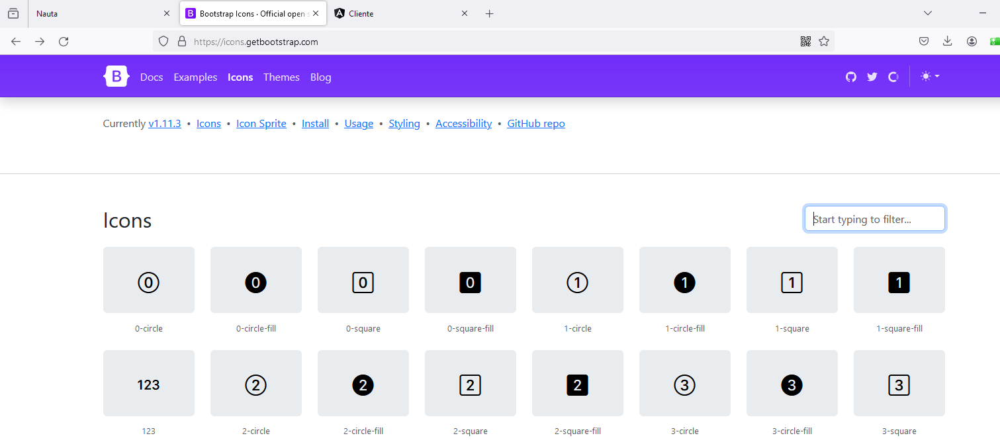 Nauta
Bootstrap Icons · Official open s
Cliente
https://icons.getbootstrap.com
B Docs Examples Icons Themes Blog
Currently v1.11.3 • Icons • Icon Sprite • Install • Usage • Styling • Accessibility • GitHub repo
Icons
Start typing to filter...
0 0 0 0 1 1 1 1
0-circle 0-circle-fill 0-square 0-square-fill 1-circle 1-circle-fill 1-square 1-square-fill
123 2 2 2 2 3 3 3
123 2-circle 2-circle-fill 2-square 2-square-fill 3-circle 3-circle-fill 3-square